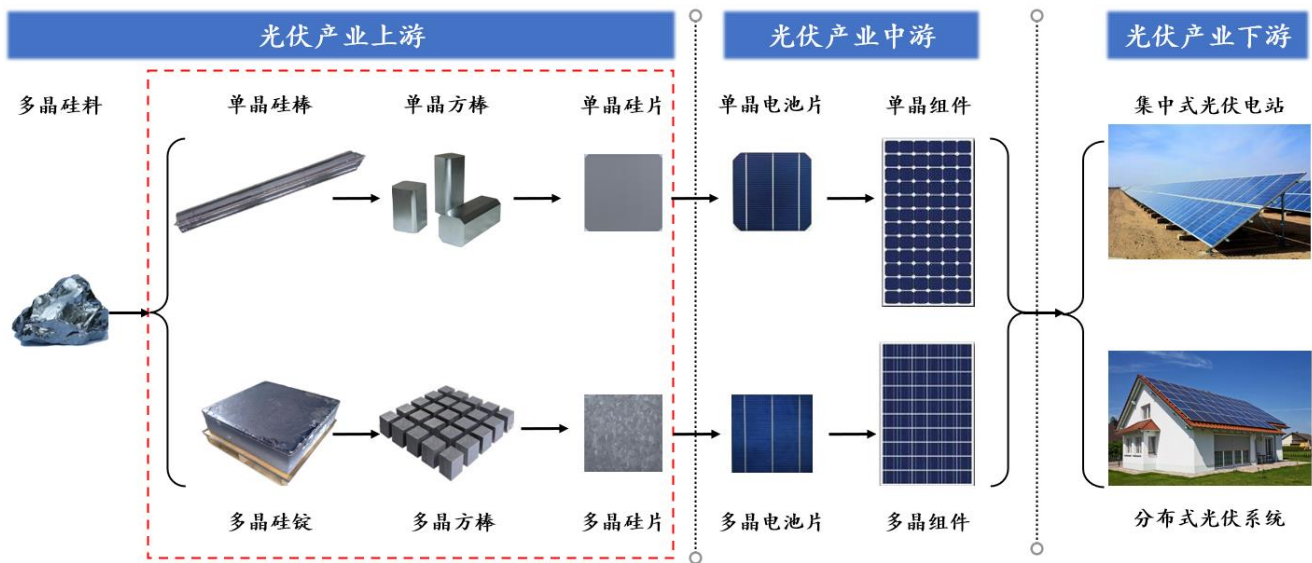 光伏产业上游
光伏产业中游
光伏产业下游
多晶硅料
单晶硅棒
单晶方棒
单晶硅片
单晶电池片
单晶组件
集中式光伏电站
多晶硅锭
多晶方棒
多晶硅片
多晶电池片
多晶组件
分布式光伏系统